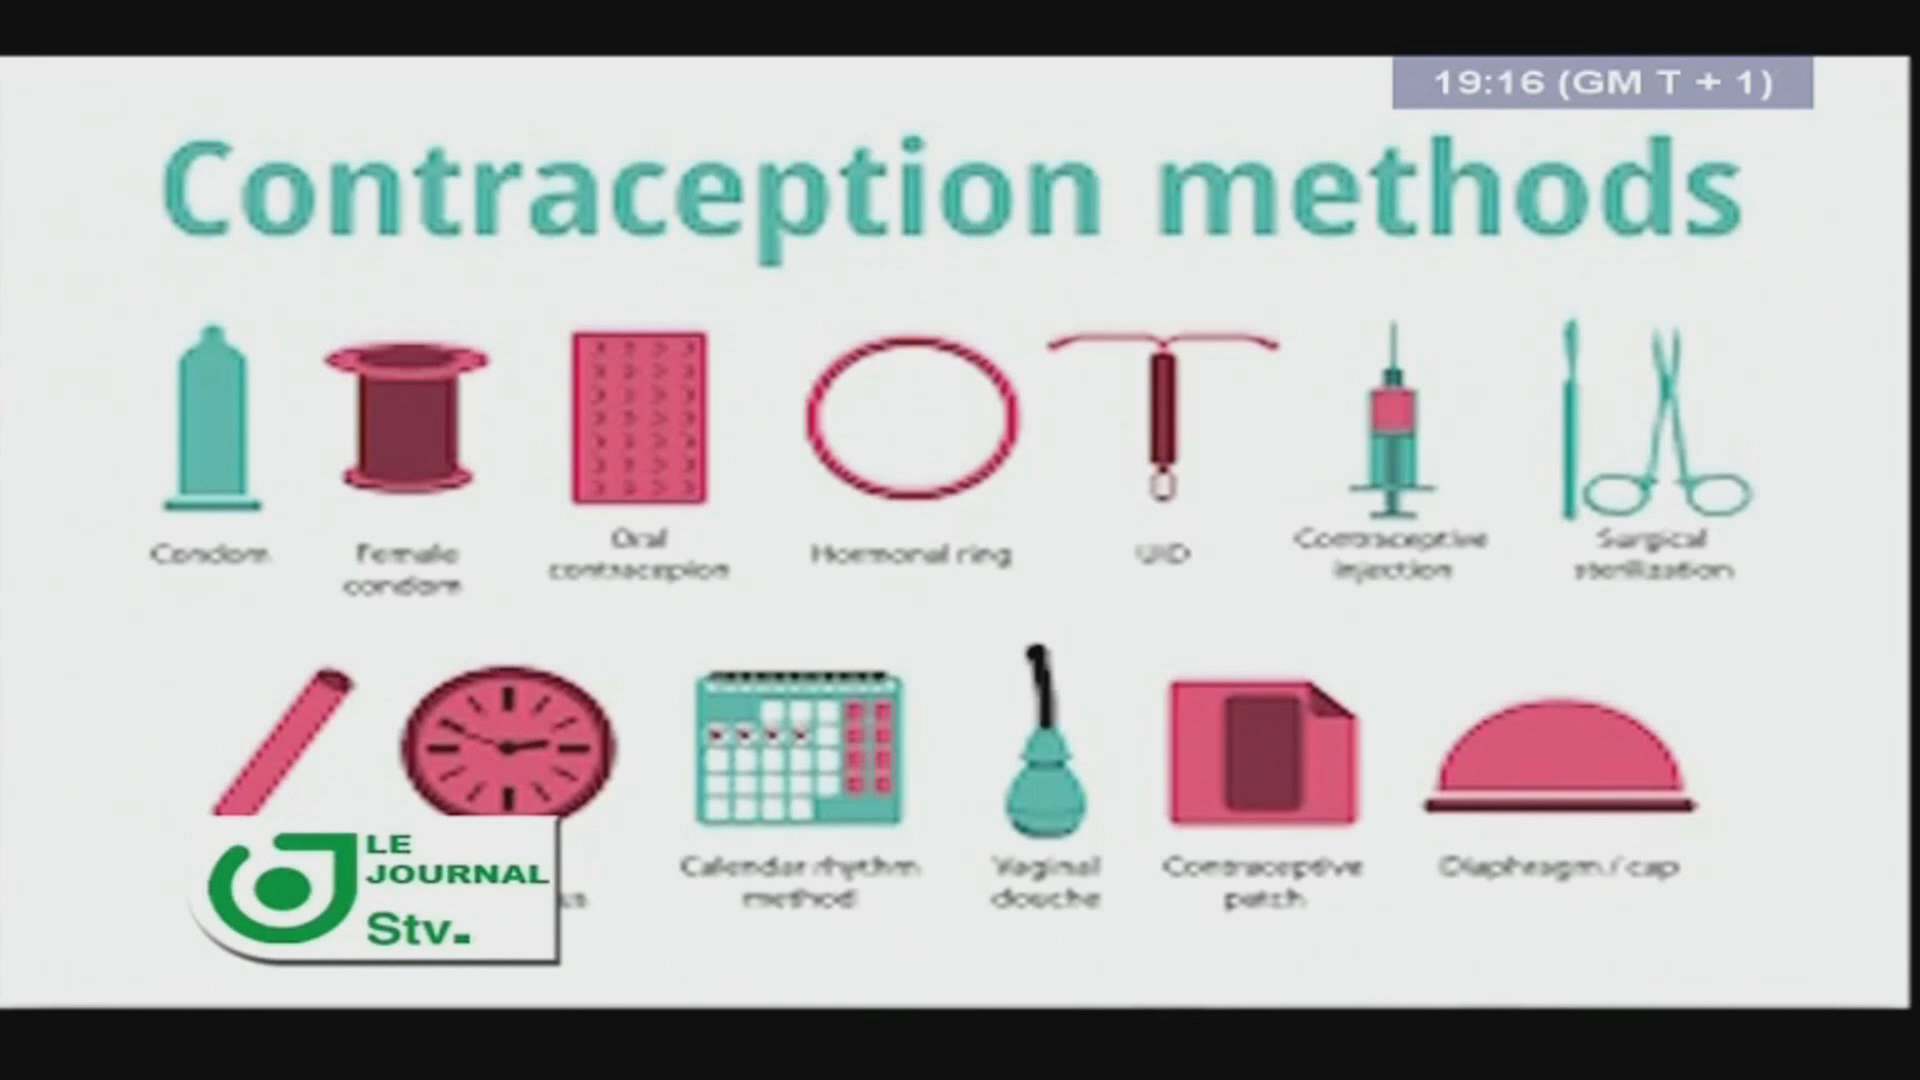 19:16 (GM T + 1)
Contraception methods
Condom
Female
condom
Oral
contraception
Hormonal ring
UID
Contraceptive
injection
Surgical
sterilization
Calendar rhythm
method
Vaginal
douche
Contraceptive
patch
Diaphragm / cap
LE
JOURNAL
Stv.